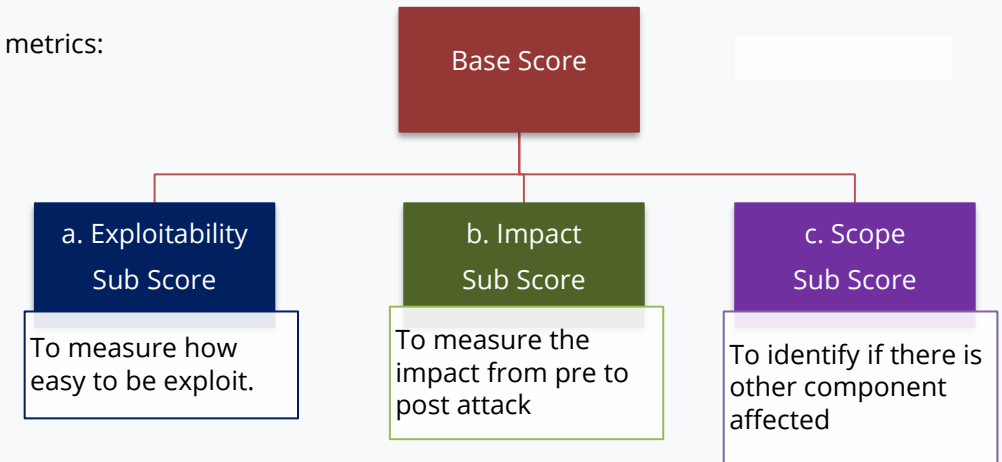 metrics:
Base Score
a. Exploitability
Sub Score
To measure how
easy to be exploit.
b. Impact
Sub Score
To measure the
impact from pre to
post attack
c. Scope
Sub Score
To identify if there is
other component
affected